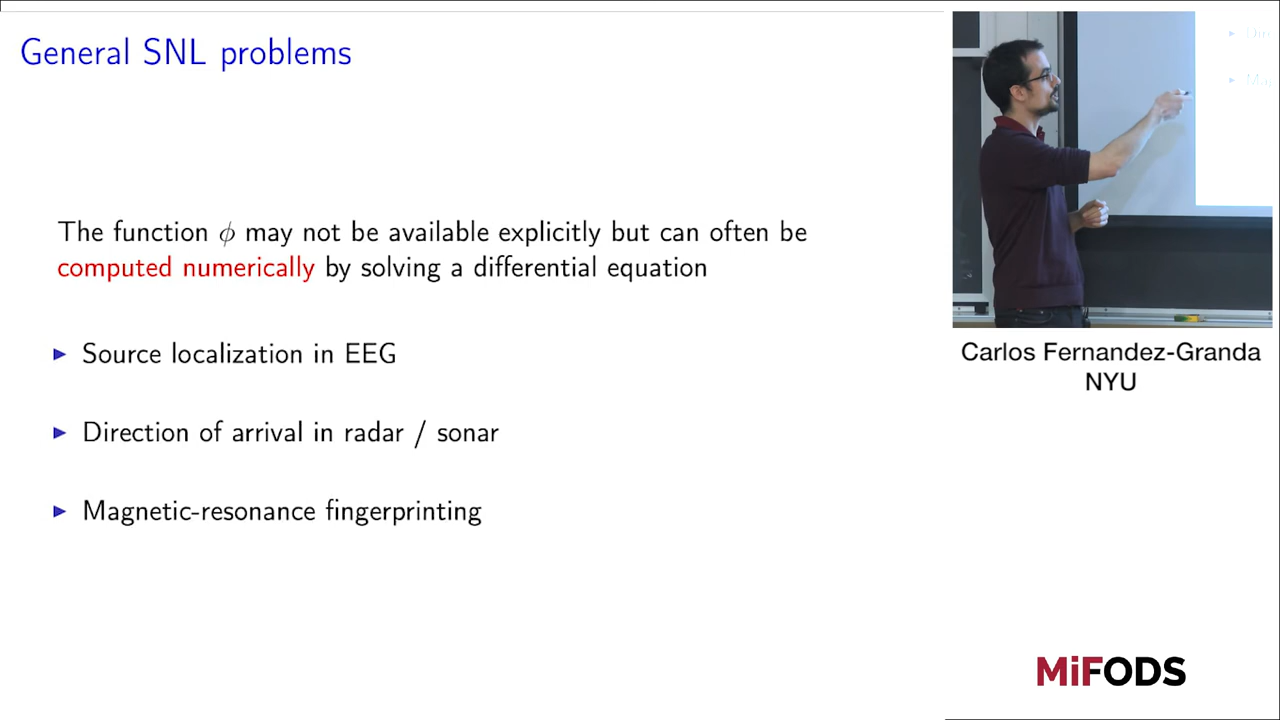 General SNL problems
The function ϕ may not be available explicitly but can often be
computed numerically by solving a differential equation
▶ Source localization in EEG
▶ Direction of arrival in radar / sonar
▶ Magnetic-resonance fingerprinting
Carlos Fernandez-Granda
NYU
MiFODS